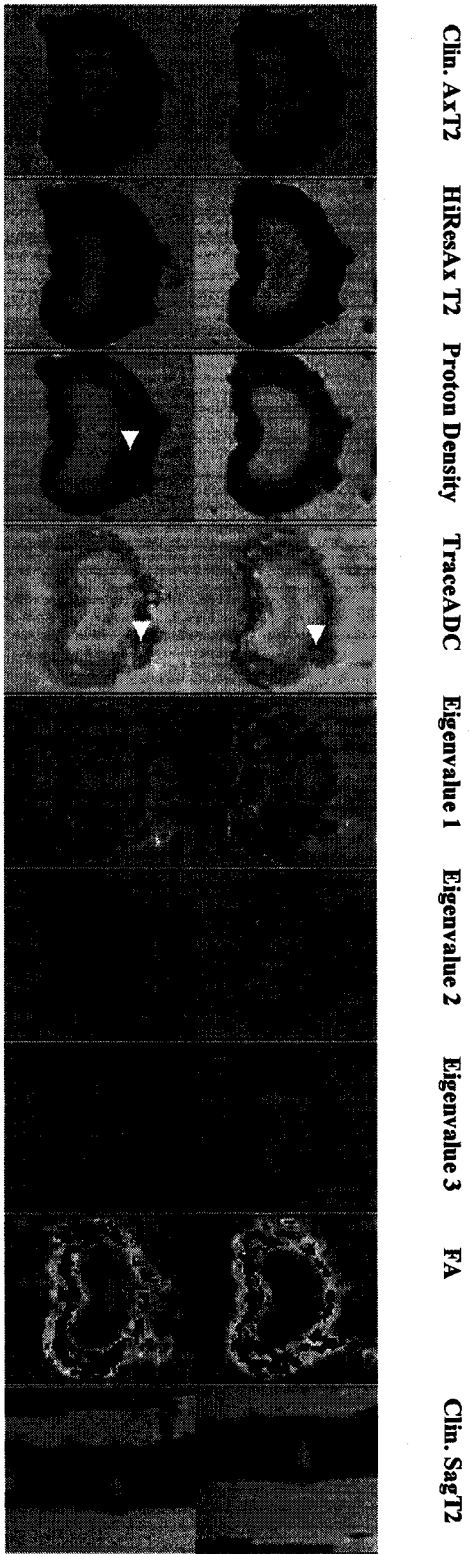 Clin. AxT2
HiResAx T2
Proton Density
TraceADC
Eigenvalue 1
Eigenvalue 2
Eigenvalue 3
FA
Clin. SagT2